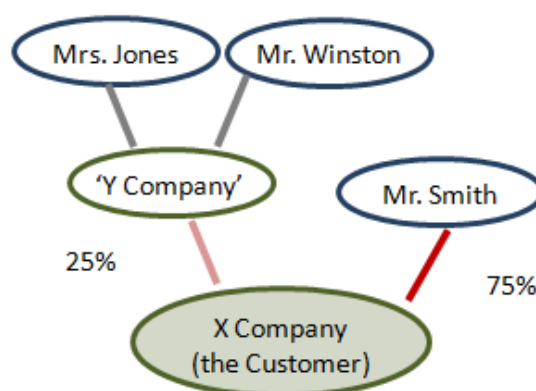 Mrs. Jones
Mr. Winston
‘Y Company’
Mr. Smith
25%
75%
X Company
(the Customer)